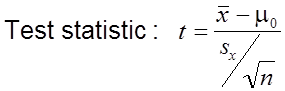 Test statistic : t = (x̄ − μ₀) / (sₓ / √n)